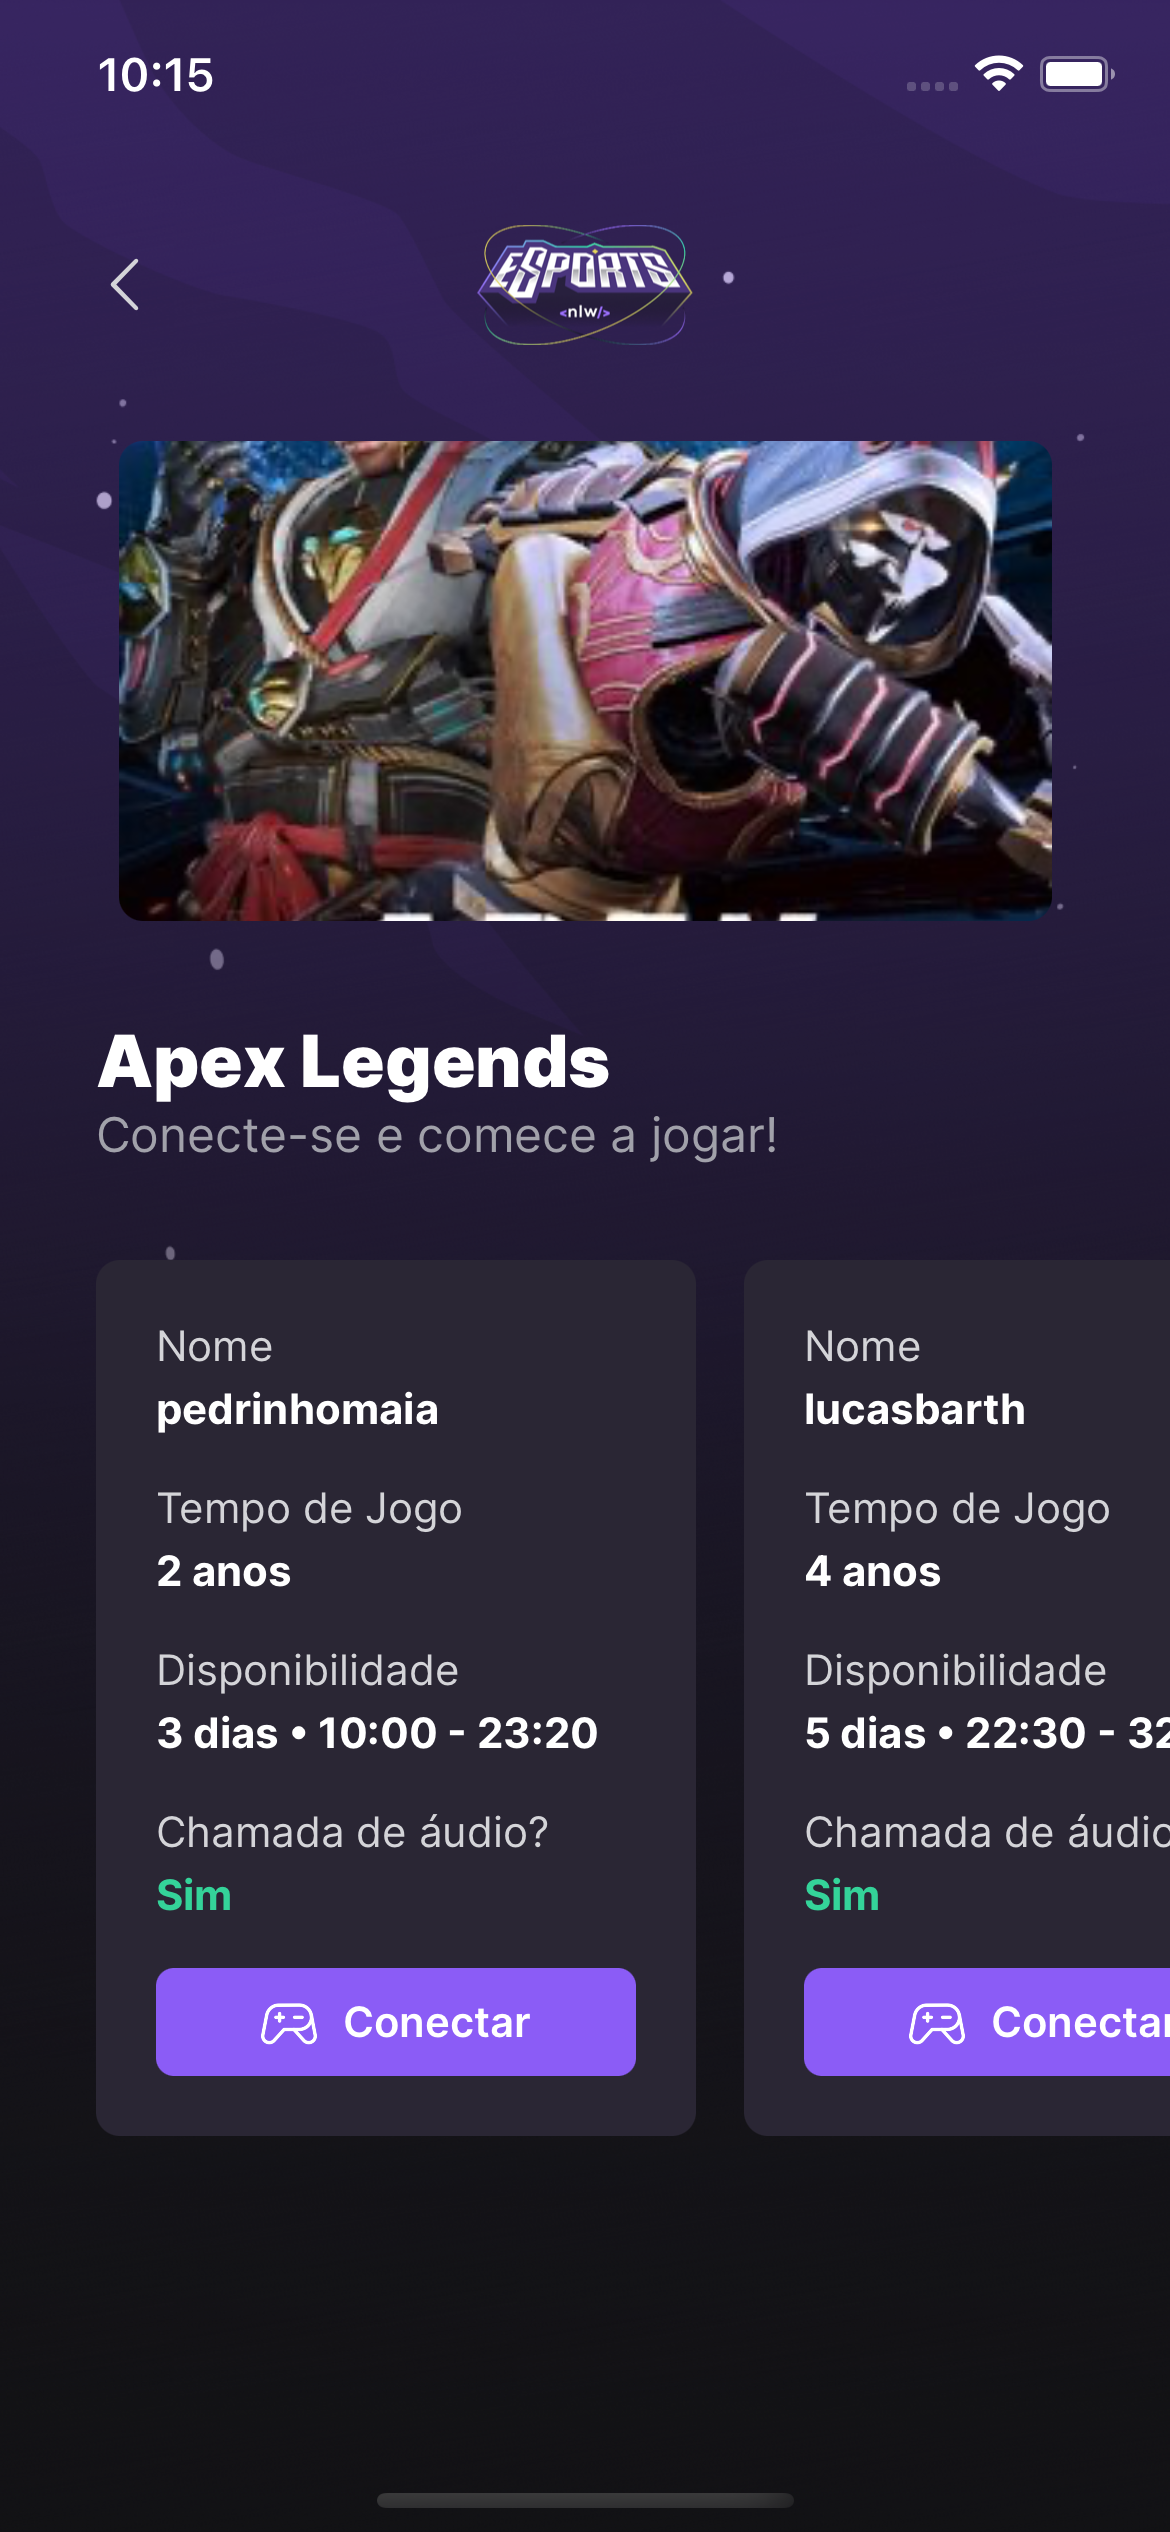 10:15
ESPORTS
<nlw/>
Apex Legends
Conecte-se e comece a jogar!
Nome
pedrinhomaia
Tempo de Jogo
2 anos
Disponibilidade
3 dias • 10:00 - 23:20
Chamada de áudio?
Sim
Conectar
Nome
lucasbarth
Tempo de Jogo
4 anos
Disponibilidade
5 dias • 22:30 - 32
Chamada de áudio
Sim
Conectar